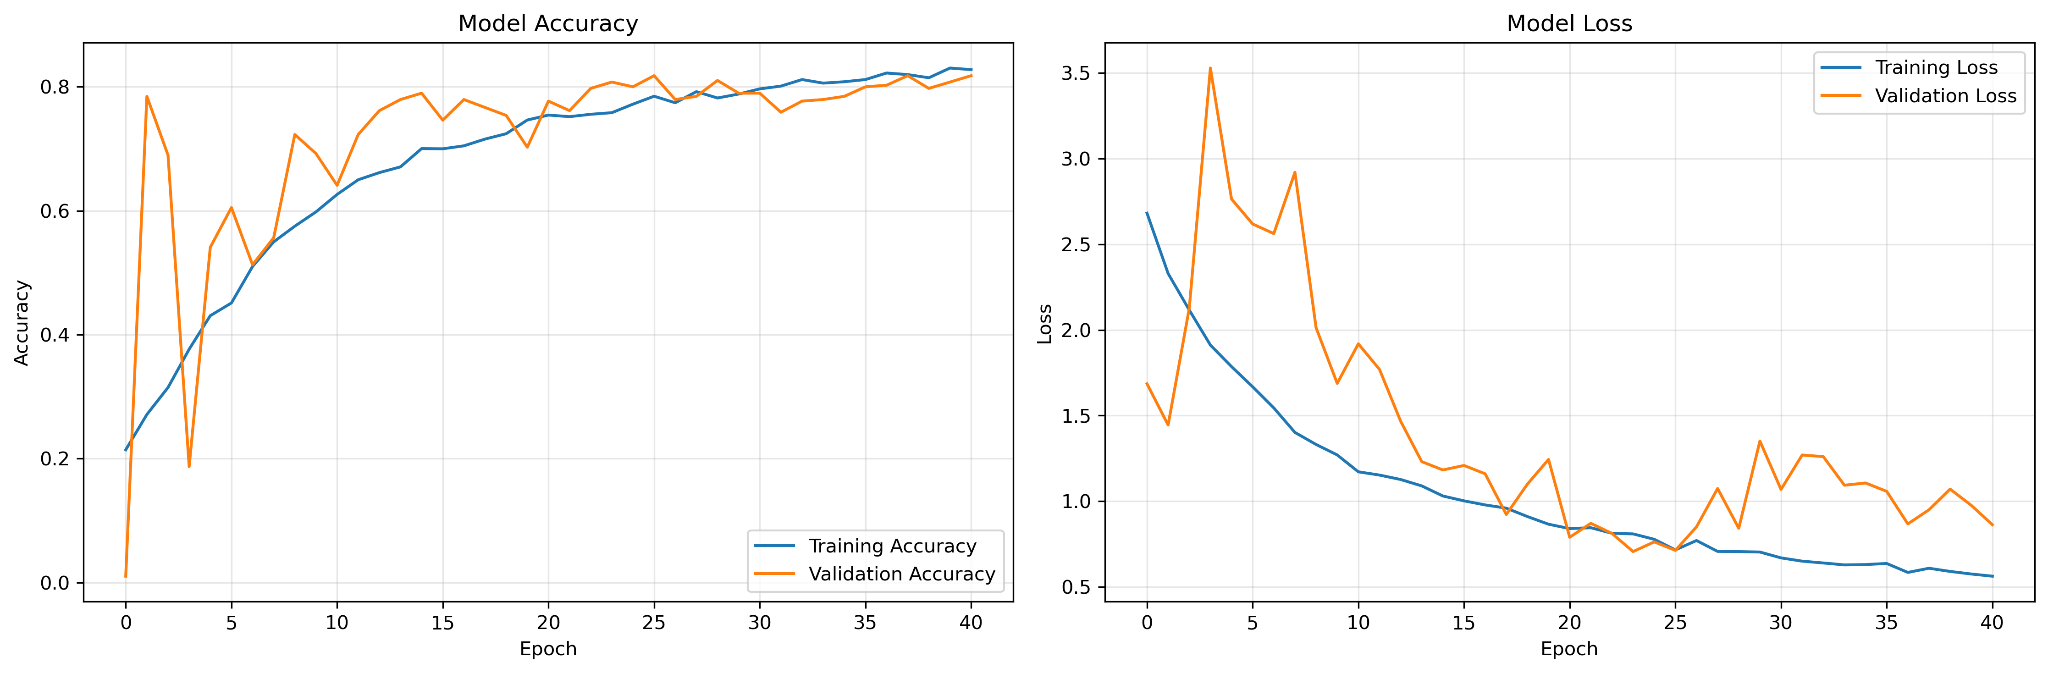 Model Accuracy
Accuracy
0.8
0.6
0.4
0.2
0.0
Training Accuracy
Validation Accuracy
0 5 10 15 20 25 30 35 40
Epoch
Model Loss
Loss
3.5
3.0
2.5
2.0
1.5
1.0
0.5
Training Loss
Validation Loss
0 5 10 15 20 25 30 35 40
Epoch